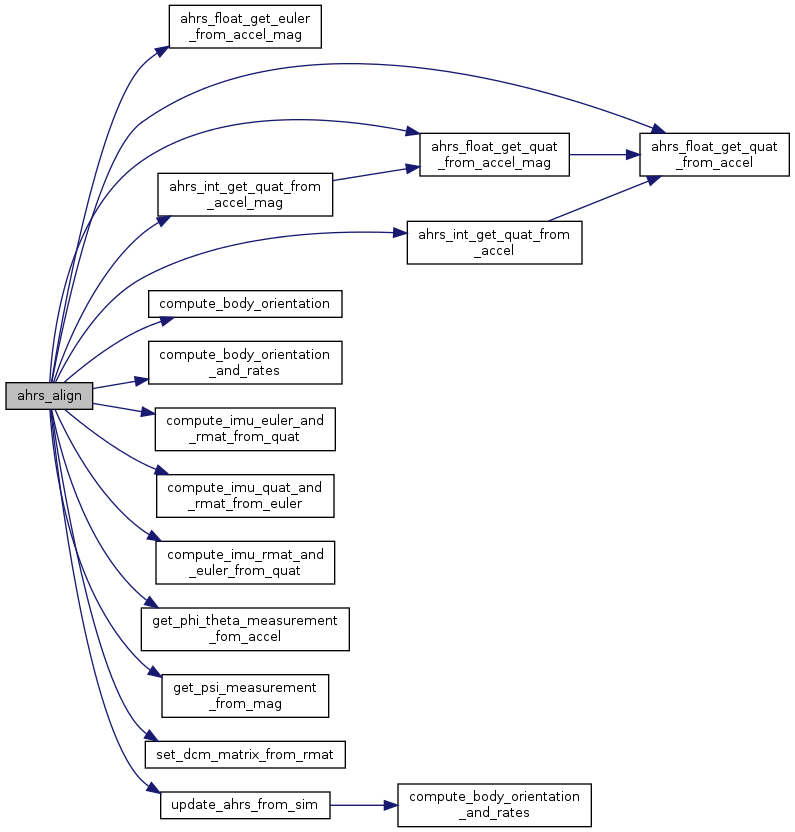 ahrs_float_get_euler
_from_accel_mag
ahrs_float_get_quat
_from_accel_mag
ahrs_float_get_quat
_from_accel
ahrs_int_get_quat_from
_accel_mag
ahrs_int_get_quat_from
_accel
compute_body_orientation
compute_body_orientation
_and_rates
ahrs_align
compute_imu_euler_and
_rmat_from_quat
compute_imu_quat_and
_rmat_from_euler
compute_imu_rmat_and
_euler_from_quat
get_phi_theta_measurement
_fom_accel
get_psi_measurement
_from_mag
set_dcm_matrix_from_rmat
update_ahrs_from_sim
compute_body_orientation
_and_rates